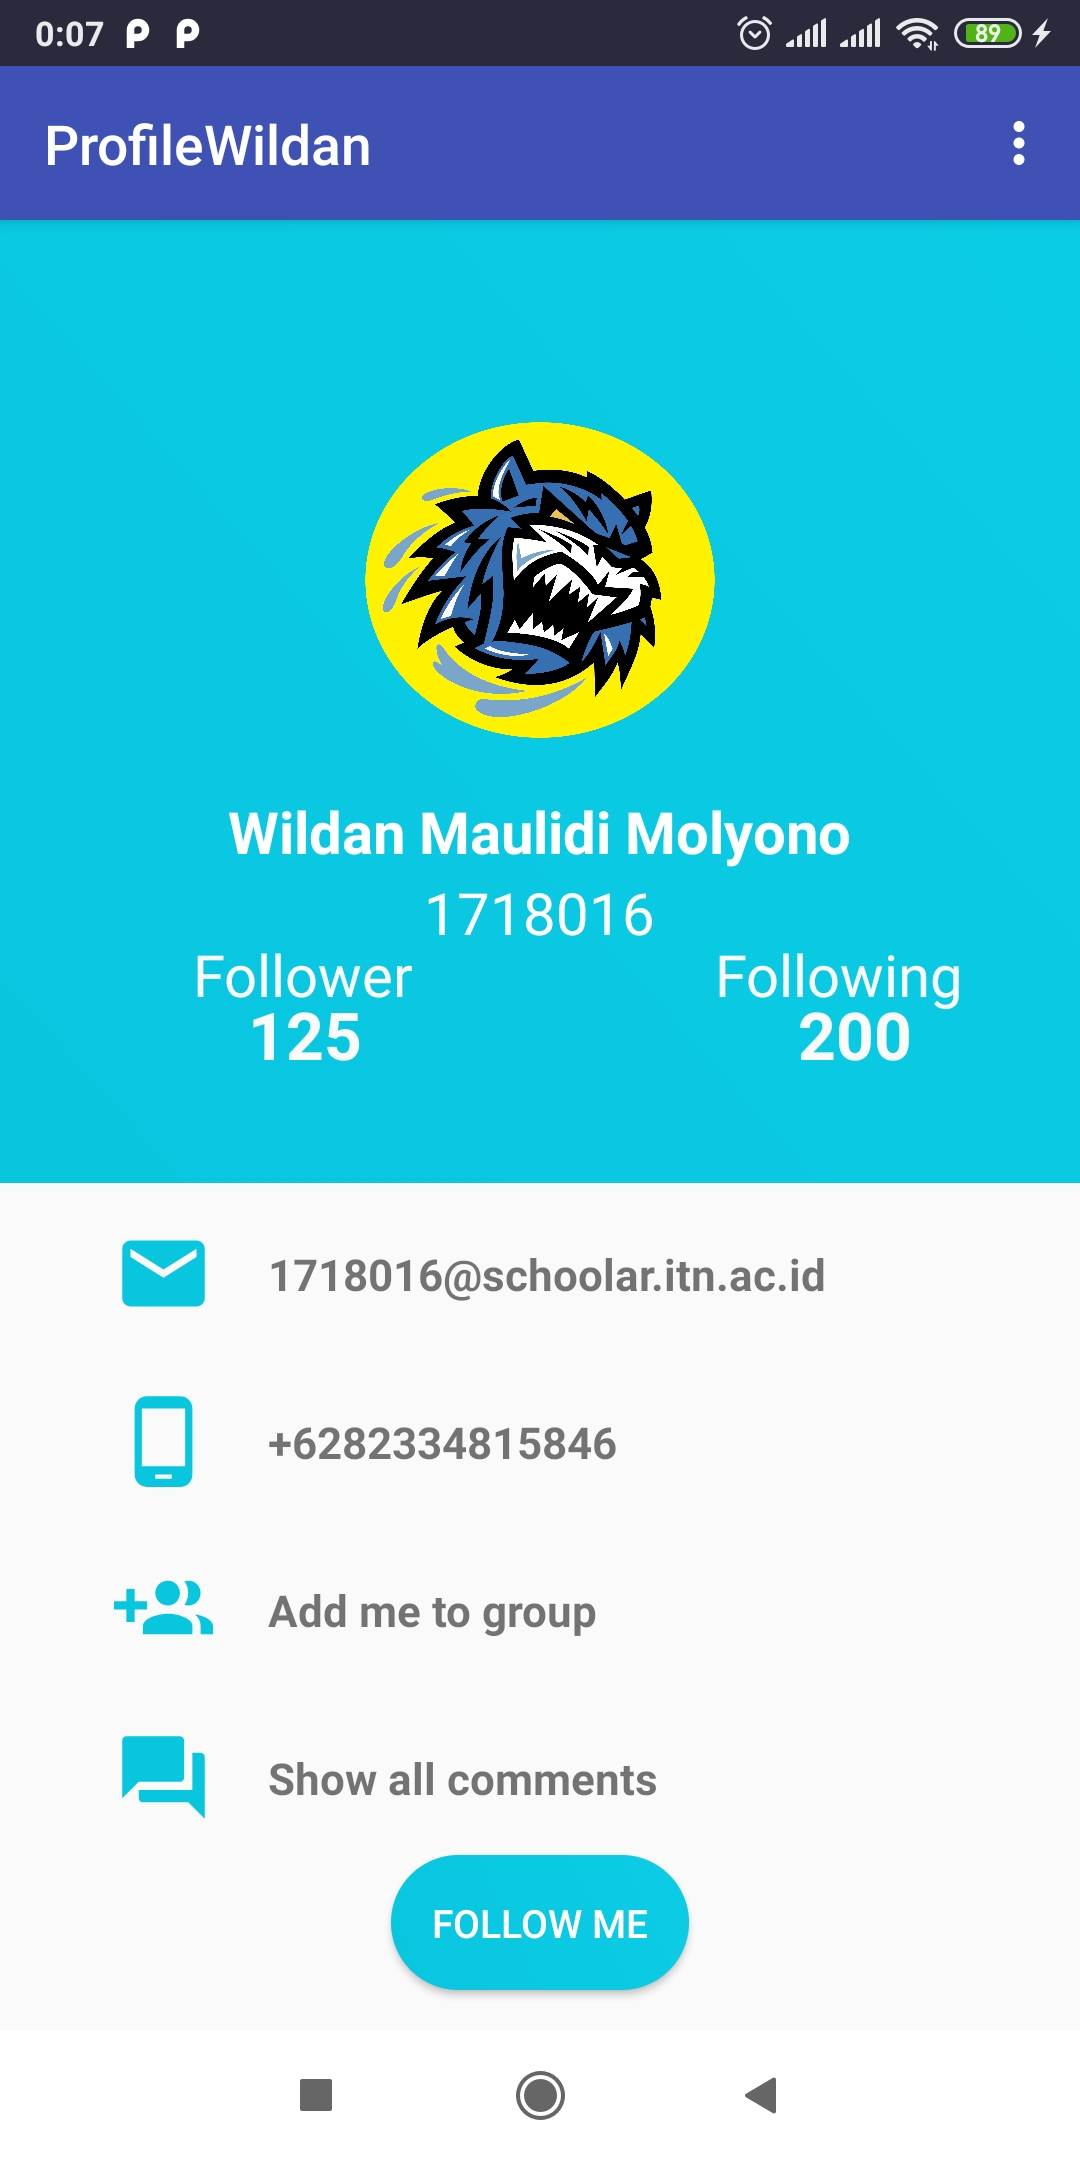 0:07
89
ProfileWildan
Wildan Maulidi Molyono
1718016
Follower Following
125 200
1718016@schoolar.itn.ac.id
+6282334815846
Add me to group
Show all comments
FOLLOW ME